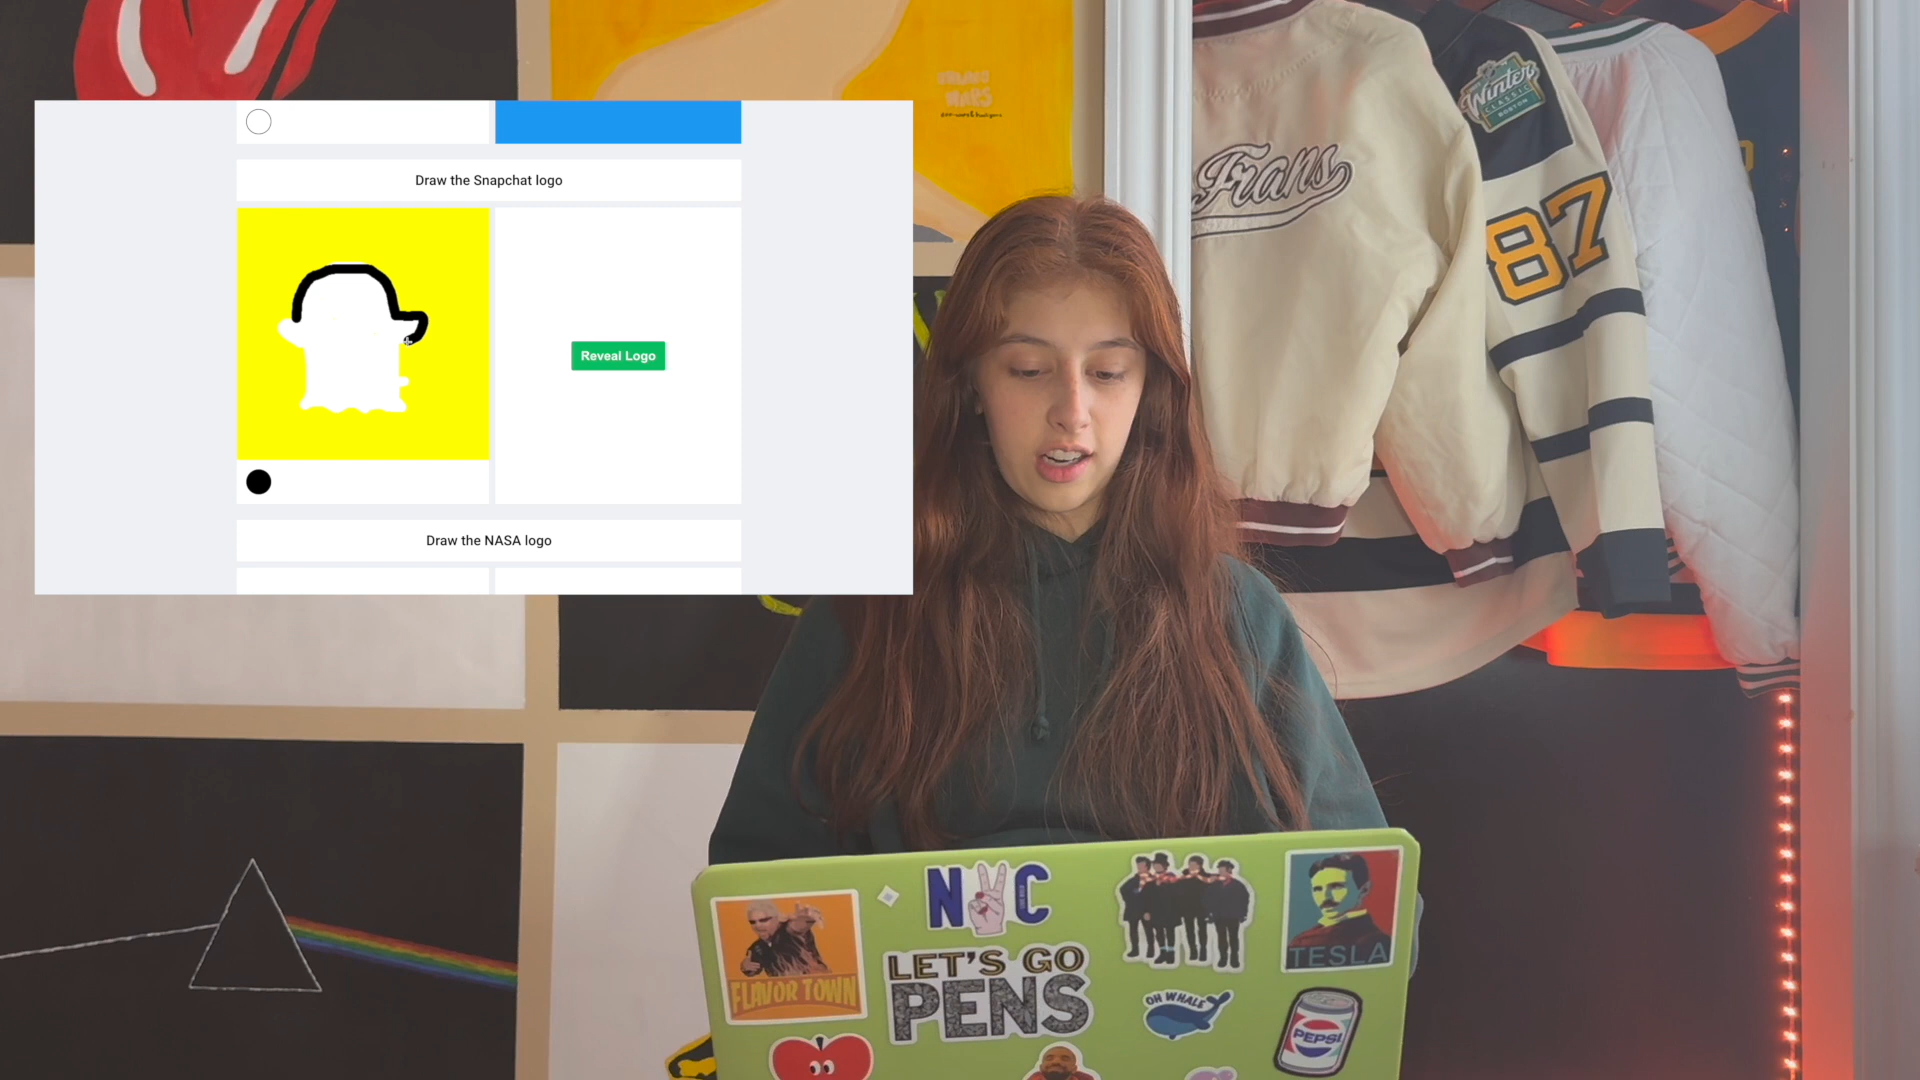 Draw the Snapchat logo
Reveal Logo
Draw the NASA logo
Winter
CLASSIC
BOSTON
Frans
87
NYC
LET'S GO
PENS
FLAVOR TOWN
TESLA
OH WHALE
PEPSI